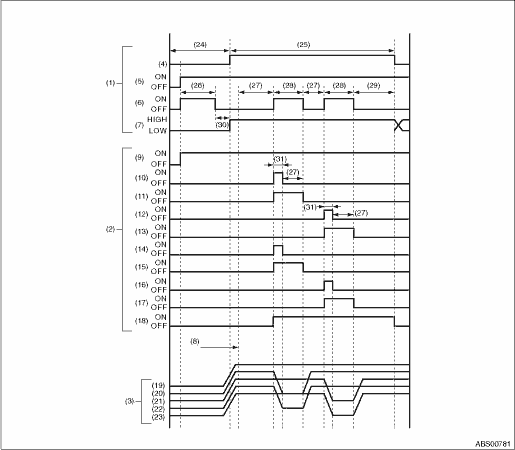 (24) (25)
(4)
(1)
(5) ON
OFF
(26) (27) (28) (27) (28) (29)
(6) ON
OFF
HIGH
(7) LOW
(30)
(9) ON
OFF
(31)
(10) ON
OFF
(27)
(11) ON
OFF
(31)
(12) ON
OFF
(27)
(13) ON
OFF
(2)
(14) ON
OFF
(15) ON
OFF
(16) ON
OFF
(17) ON
OFF
(18) ON
OFF
(8)
(3)
(19)
(20)
(21)
(22)
(23)
ABS00781